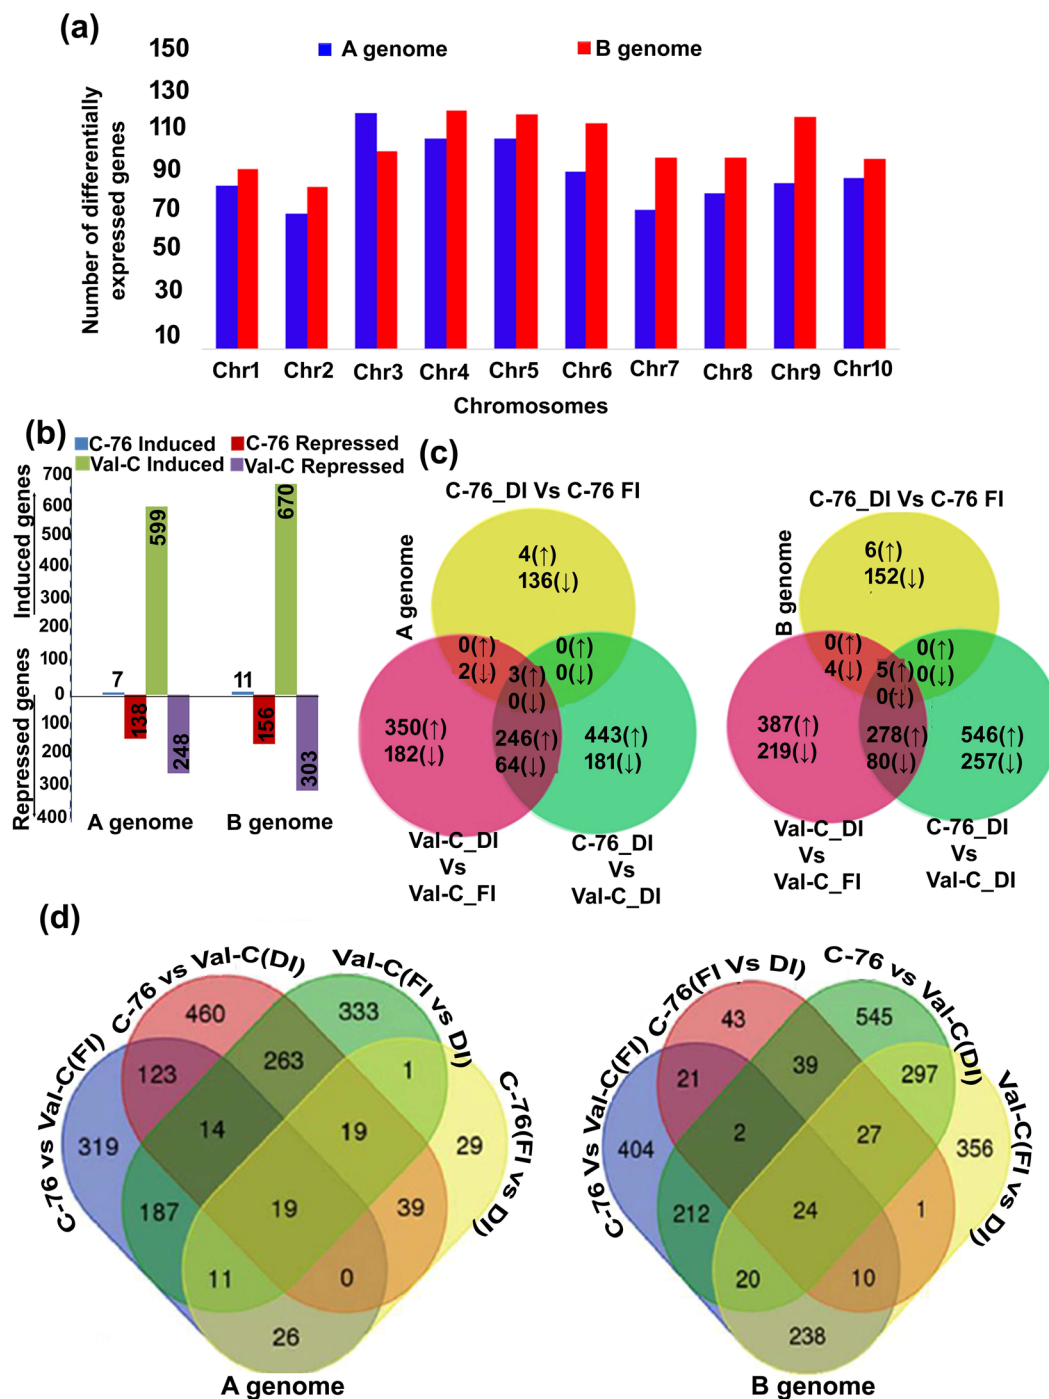 (a)
150
130
110
90
70
50
30
10
Number of differentially
expressed genes
A genome
B genome
Chr1 Chr2 Chr3 Chr4 Chr5 Chr6 Chr7 Chr8 Chr9 Chr10
Chromosomes
(b)
C-76 Induced
C-76 Repressed
Val-C Induced
Val-C Repressed
Induced genes
Repressed genes
700
600
500
400
300
200
100
0
100
200
300
400
7
138
599
248
11
156
670
303
A genome
B genome
(c)
C-76_DI Vs C-76 FI
A genome
4(↑)
136(↓)
0(↑)
2(↓)
0(↑)
0(↓)
3(↑)
0(↓)
350(↑)
182(↓)
246(↑)
64(↓)
443(↑)
181(↓)
Val-C_DI
Vs
Val-C_FI
C-76_DI
Vs
Val-C_DI
C-76_DI Vs C-76 FI
B genome
6(↑)
152(↓)
0(↑)
4(↓)
0(↑)
0(↓)
5(↑)
0(↓)
387(↑)
219(↓)
278(↑)
80(↓)
546(↑)
257(↓)
Val-C_DI
Vs
Val-C_FI
C-76_DI
Vs
Val-C_DI
(d)
C-76 vs Val-C(FI)
C-76 vs Val-C(DI)
Val-C(FI vs DI)
C-76(FI vs DI)
460
333
123
263
1
319
14
19
29
187
19
39
11
0
26
A genome
C-76 Vs Val-C(FI)
C-76(FI Vs DI)
C-76 vs Val-C(DI)
Val-C(FI vs DI)
43
545
21
39
297
404
2
27
356
212
24
1
20
10
238
B genome